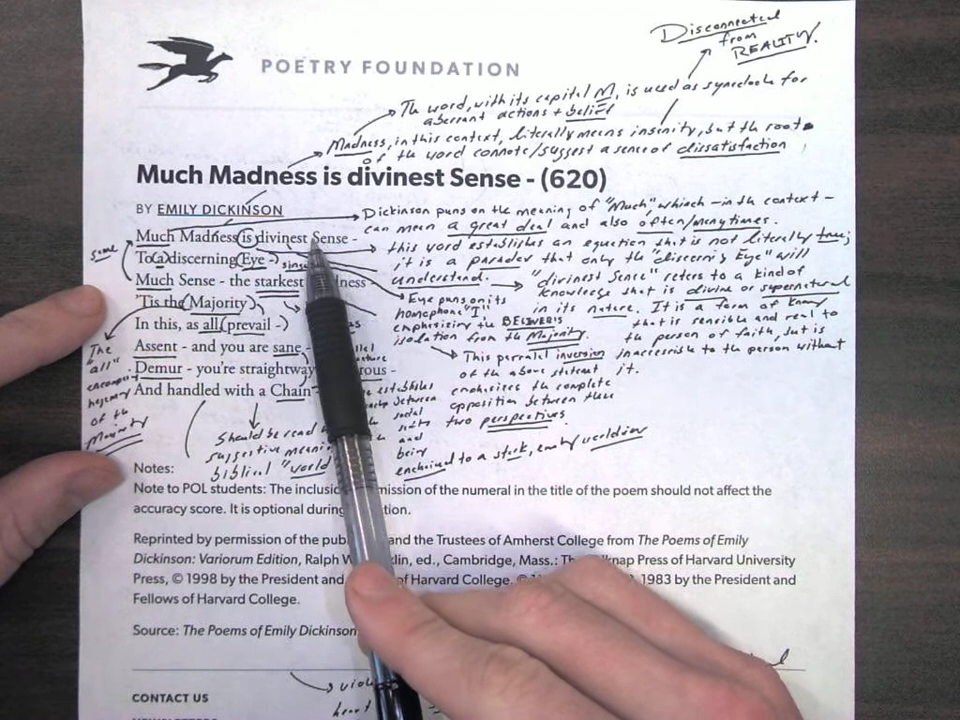 Disconnected
from
REALITY.
POETRY FOUNDATION
The word, with its capital M, is used as synecdoche for
aberrant actions + belief
Madness, in this context, literally means insanity, but the root
of the word connote/suggest a sense of dissatisfaction
Much Madness is divinest Sense - (620)
BY EMILY DICKINSON
Dickinson puns on the meaning of "Much" which - in the context -
can mean a great deal and also often/many times.
Much Madness is divinest Sense -
this word establishes an equation that is not literally true;
same
To a discerning Eye -
it is a paradox that only the "discerning Eye" will
understand.
Much Sense - the starkest
"divinest Sense" refers to a kind of
knowledge that is divine or supernatural
in its nature. It is a form of know
that is sensible and real to
the person of faith, but is
inaccessible to the person without
it.
'Tis the Majority
Eye puns on its
homophone "I"
emphasizing the BELIEVER'S
isolation from the Majority.
In this, as all prevail -
Assent - and you are sane -
This parallel inversion
of the above statement
emphasizes the complete
opposition between these
two perspectives
Demur - you're straightway
And handled with a Chain -
The
"all"
hegemony
of the
Majority
between
social
and
being
enchained to a stark, earthly worldview
Should be read
suggestive meaning
biblical "world
Notes:
Note to POL students: The inclusion mission of the numeral in the title of the poem should not affect the
accuracy score. It is optional during
Reprinted by permission of the and the Trustees of Amherst College from The Poems of Emily
Dickinson: Variorum Edition, Ralph ed., Cambridge, Mass.: The Belknap Press of Harvard University
Press, © 1998 by the President and of Harvard College. © 1983 by the President and
Fellows of Harvard College.
Source: The Poems of Emily Dickinson
CONTACT US
heart